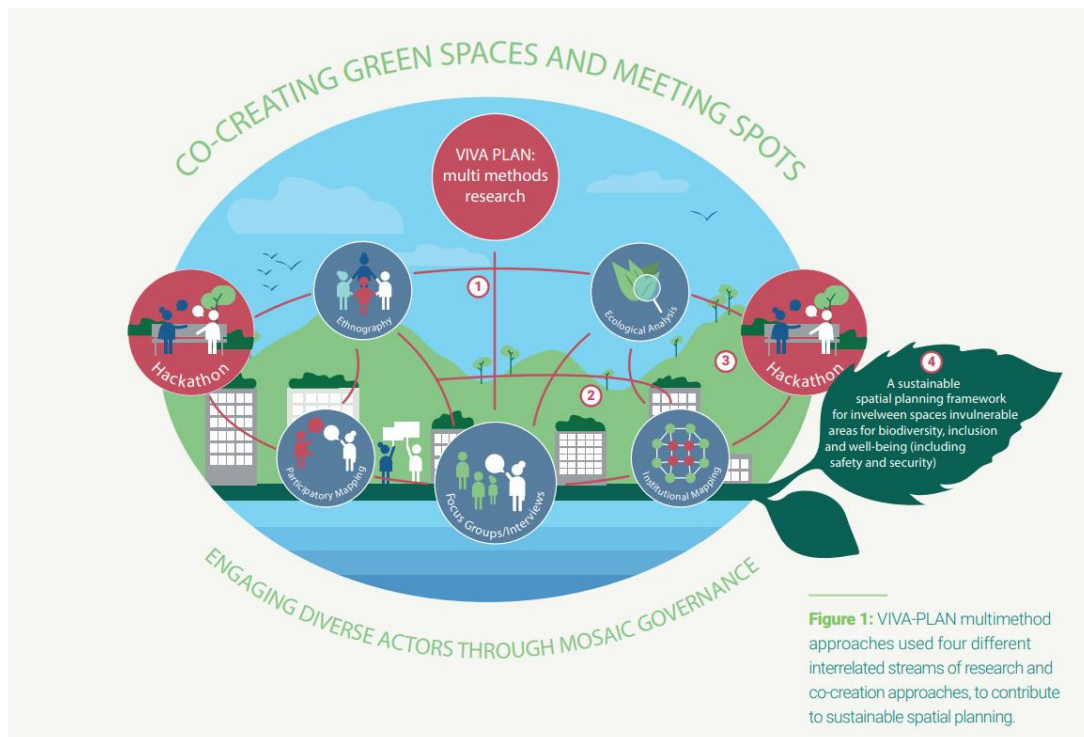 CO-CREATING GREEN SPACES AND MEETING SPOTS
VIVA PLAN:
multi methods
research
1
Ethnography
Ecological Analysis
Hackathon
3
Hackathon
4
A sustainable
spatial planning framework
for invelween spaces invulnerable
areas for biodiversity, inclusion
and well-being (including
safety and security)
2
Participatory Mapping
Focus Groups/Interviews
Institutional Mapping
ENGAGING DIVERSE ACTORS THROUGH MOSAIC GOVERNANCE
Figure 1: VIVA-PLAN multimethod
approaches used four different
interrelated streams of research and
co-creation approaches, to contribute
to sustainable spatial planning.